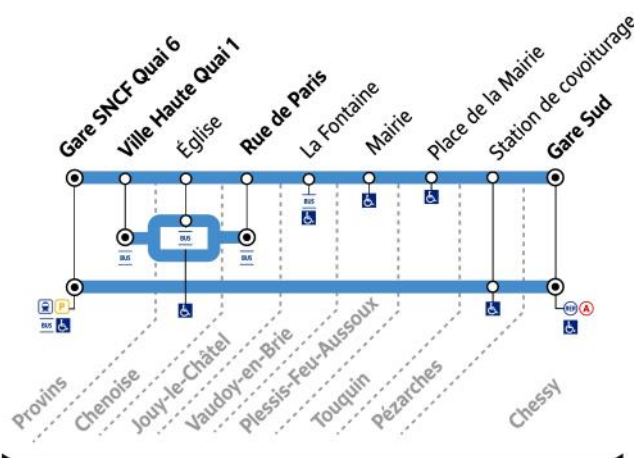 Gare SNCF Quai 6
Ville Haute Quai 1
Église
Rue de Paris
La Fontaine
Mairie
Place de la Mairie
Station de covoiturage
Gare Sud
BUS
BUS
BUS
BUS
P
BUS
RER A
Provins
Chenoise
Jouy-le-Châtel
Vaudoy-en-Brie
Plessis-Feu-Aussoux
Touquin
Pézarches
Chessy